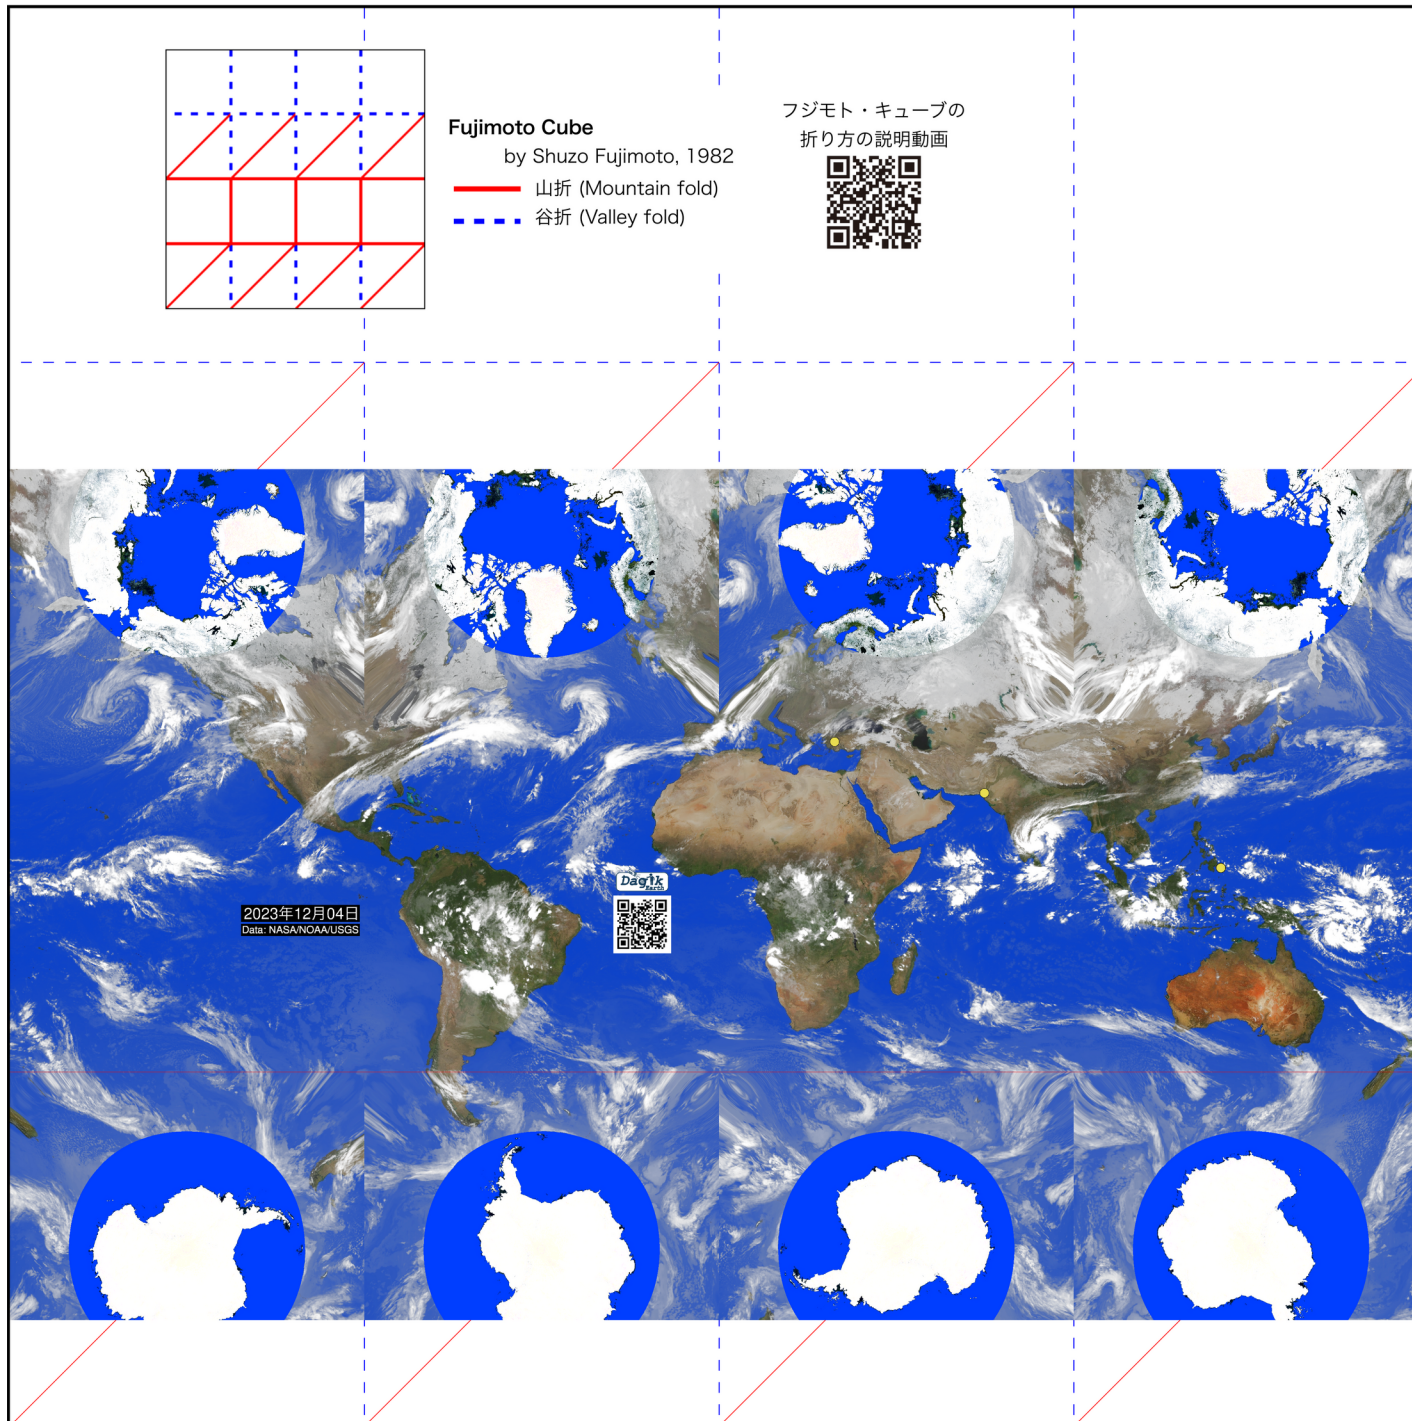 Fujimoto Cube
by Shuzo Fujimoto, 1982
山折 (Mountain fold)
谷折 (Valley fold)
フジモト・キューブの
折り方の説明動画
Dagik
Earth
2023年12月04日
Data: NASA/NOAA/USGS